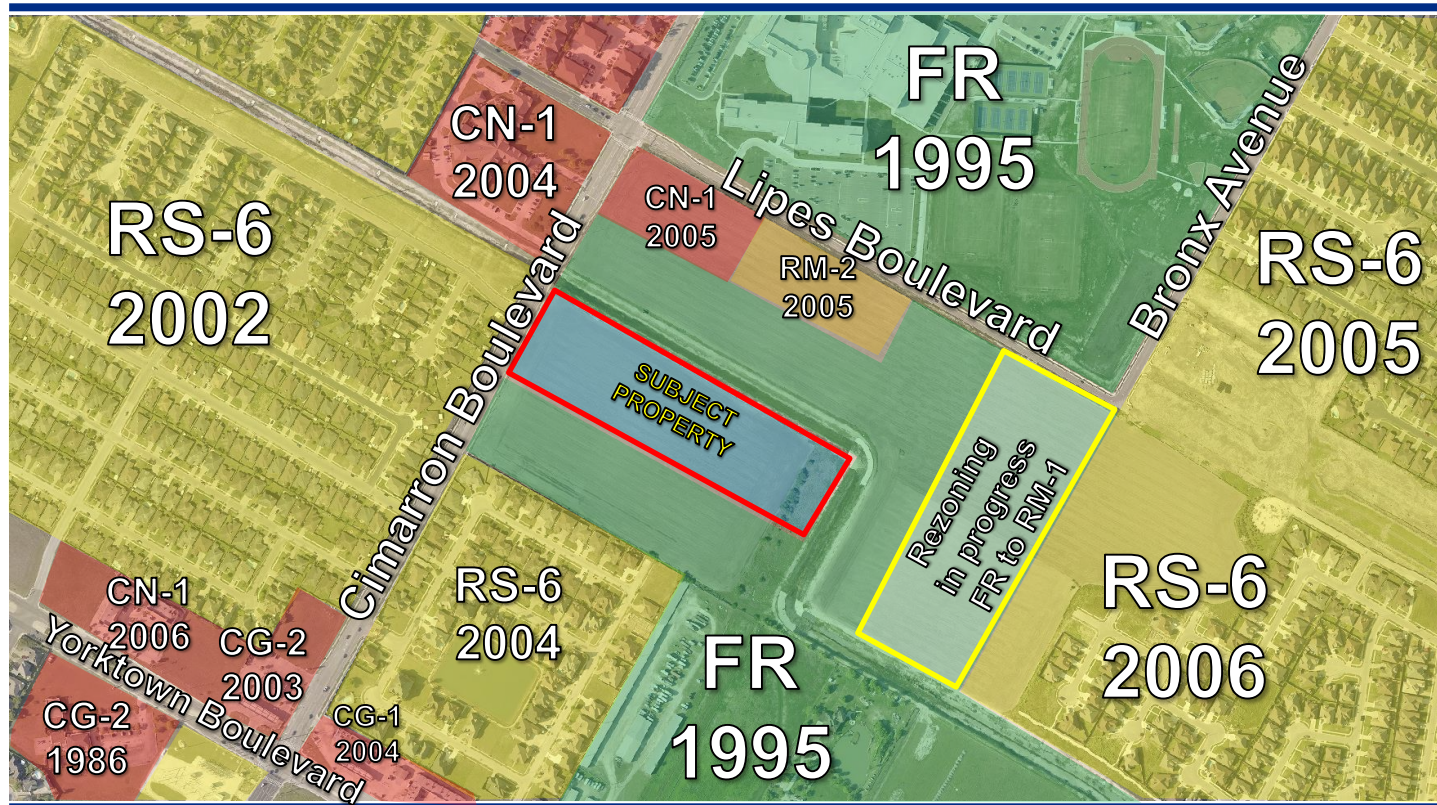 FR
1995
Bronx Avenue
CN-1
2004
Lipes Boulevard
CN-1
2005
RS-6
2002
RM-2
2005
RS-6
2005
Cimarron Boulevard
SUBJECT
PROPERTY
Rezoning
in progress
FR to RM-1
RS-6
2004
RS-6
2006
CN-1
2006
CG-2
2003
Yorktown Boulevard
FR
1995
CG-2
1986
CG-1
2004